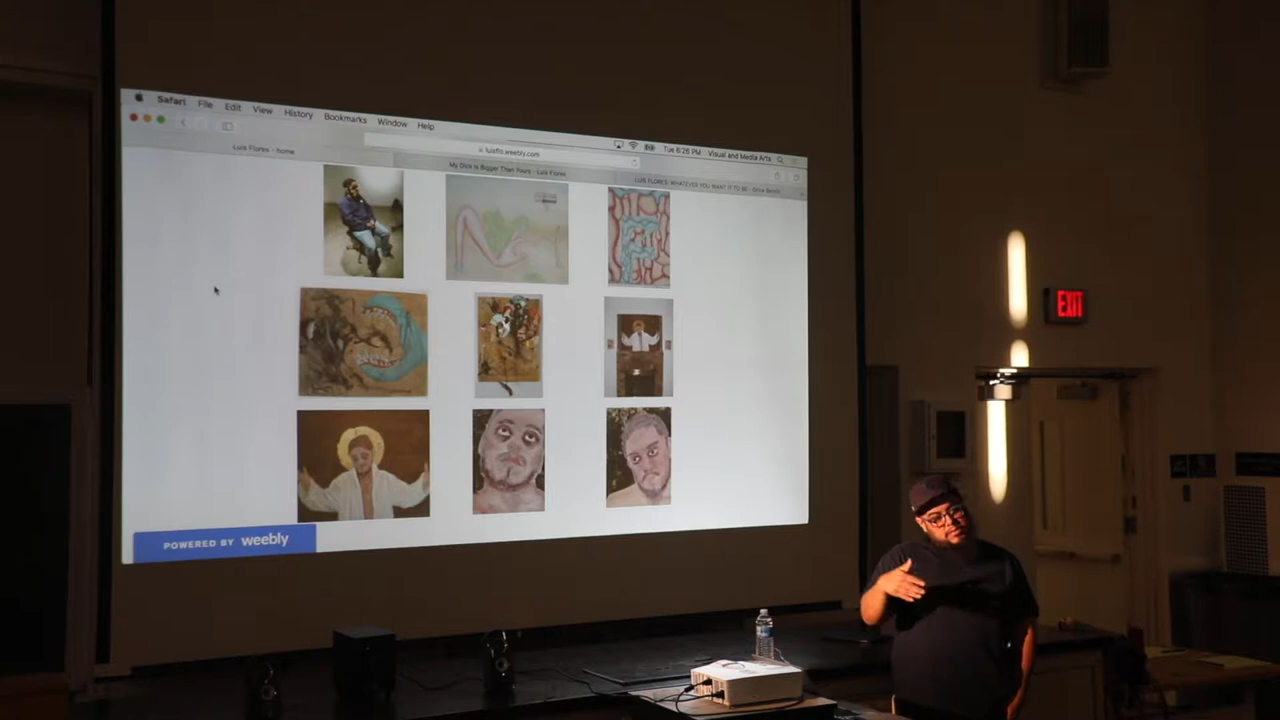 Safari File Edit View History Bookmarks Window Help
Tue 6:26 PM Visual and Media Arts
luisflo.weebly.com
Luis Flores - home
My Dick Is Bigger Than Yours - Luis Flores
LUIS FLORES: WHATEVER YOU WANT IT TO BE -
POWERED BY weebly
EXIT